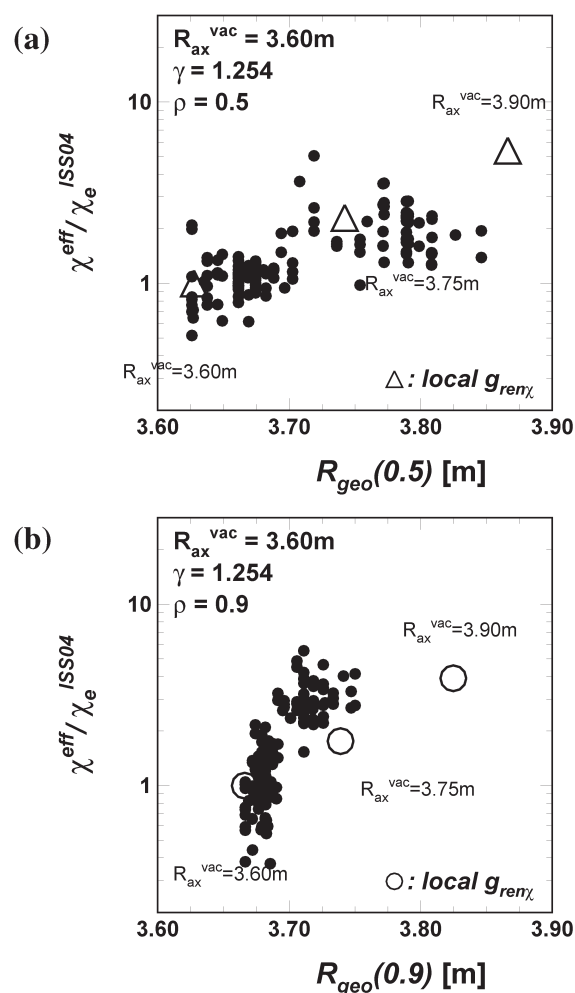 (a)
R_ax^vac = 3.60m
γ = 1.254
ρ = 0.5
10
1
χ^eff/χ_e^ISS04
R_ax^vac=3.90m
R_ax^vac=3.75m
R_ax^vac=3.60m
△: local g_renχ
3.60 3.70 3.80 3.90
R_geo(0.5) [m]
(b)
R_ax^vac = 3.60m
γ = 1.254
ρ = 0.9
10
1
χ^eff/χ_e^ISS04
R_ax^vac=3.90m
R_ax^vac=3.75m
R_ax^vac=3.60m
○: local g_renχ
3.60 3.70 3.80 3.90
R_geo(0.9) [m]